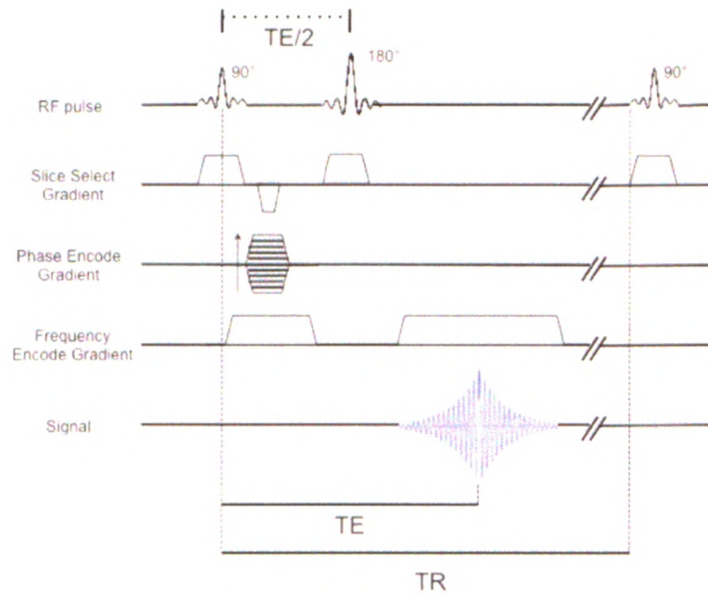 TE/2
90°
180°
90°
RF pulse
Slice Select
Gradient
Phase Encode
Gradient
Frequency
Encode Gradient
Signal
TE
TR